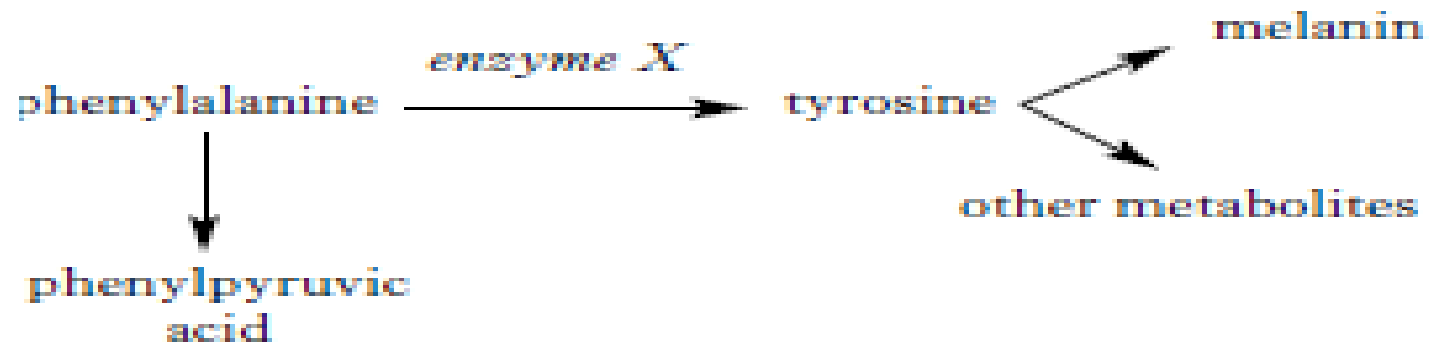 melanin
enzyme X
phenylalanine
tyrosine
other metabolites
phenylpyruvic
acid